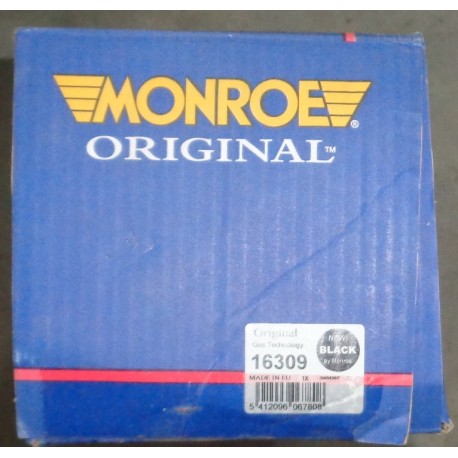 MONROE®
ORIGINAL™
Original
Gas Technology
16309
NEW!
BLACK
by Monroe
MADE IN EU 1X
5 412096 067808